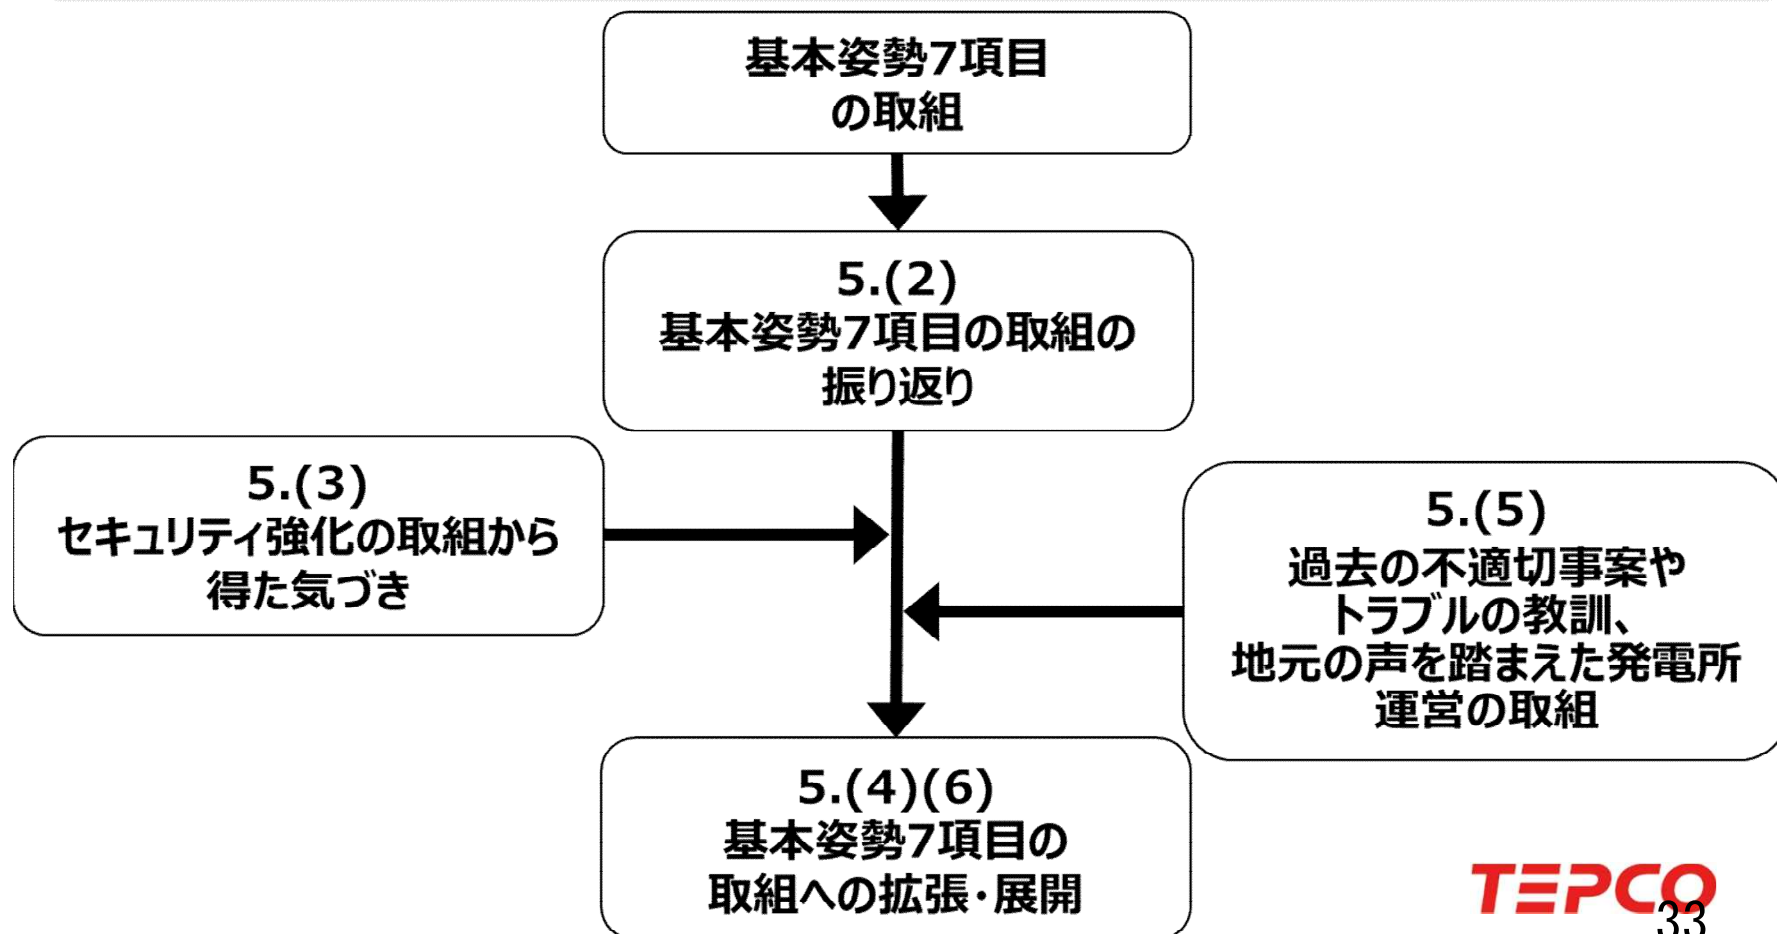 基本姿勢7項目
の取組
5.(2)
基本姿勢7項目の取組の
振り返り
5.(3)
セキュリティ強化の取組から
得た気づき
5.(5)
過去の不適切事案や
トラブルの教訓、
地元の声を踏まえた発電所
運営の取組
5.(4)(6)
基本姿勢7項目の
取組への拡張・展開
TEPCO
33